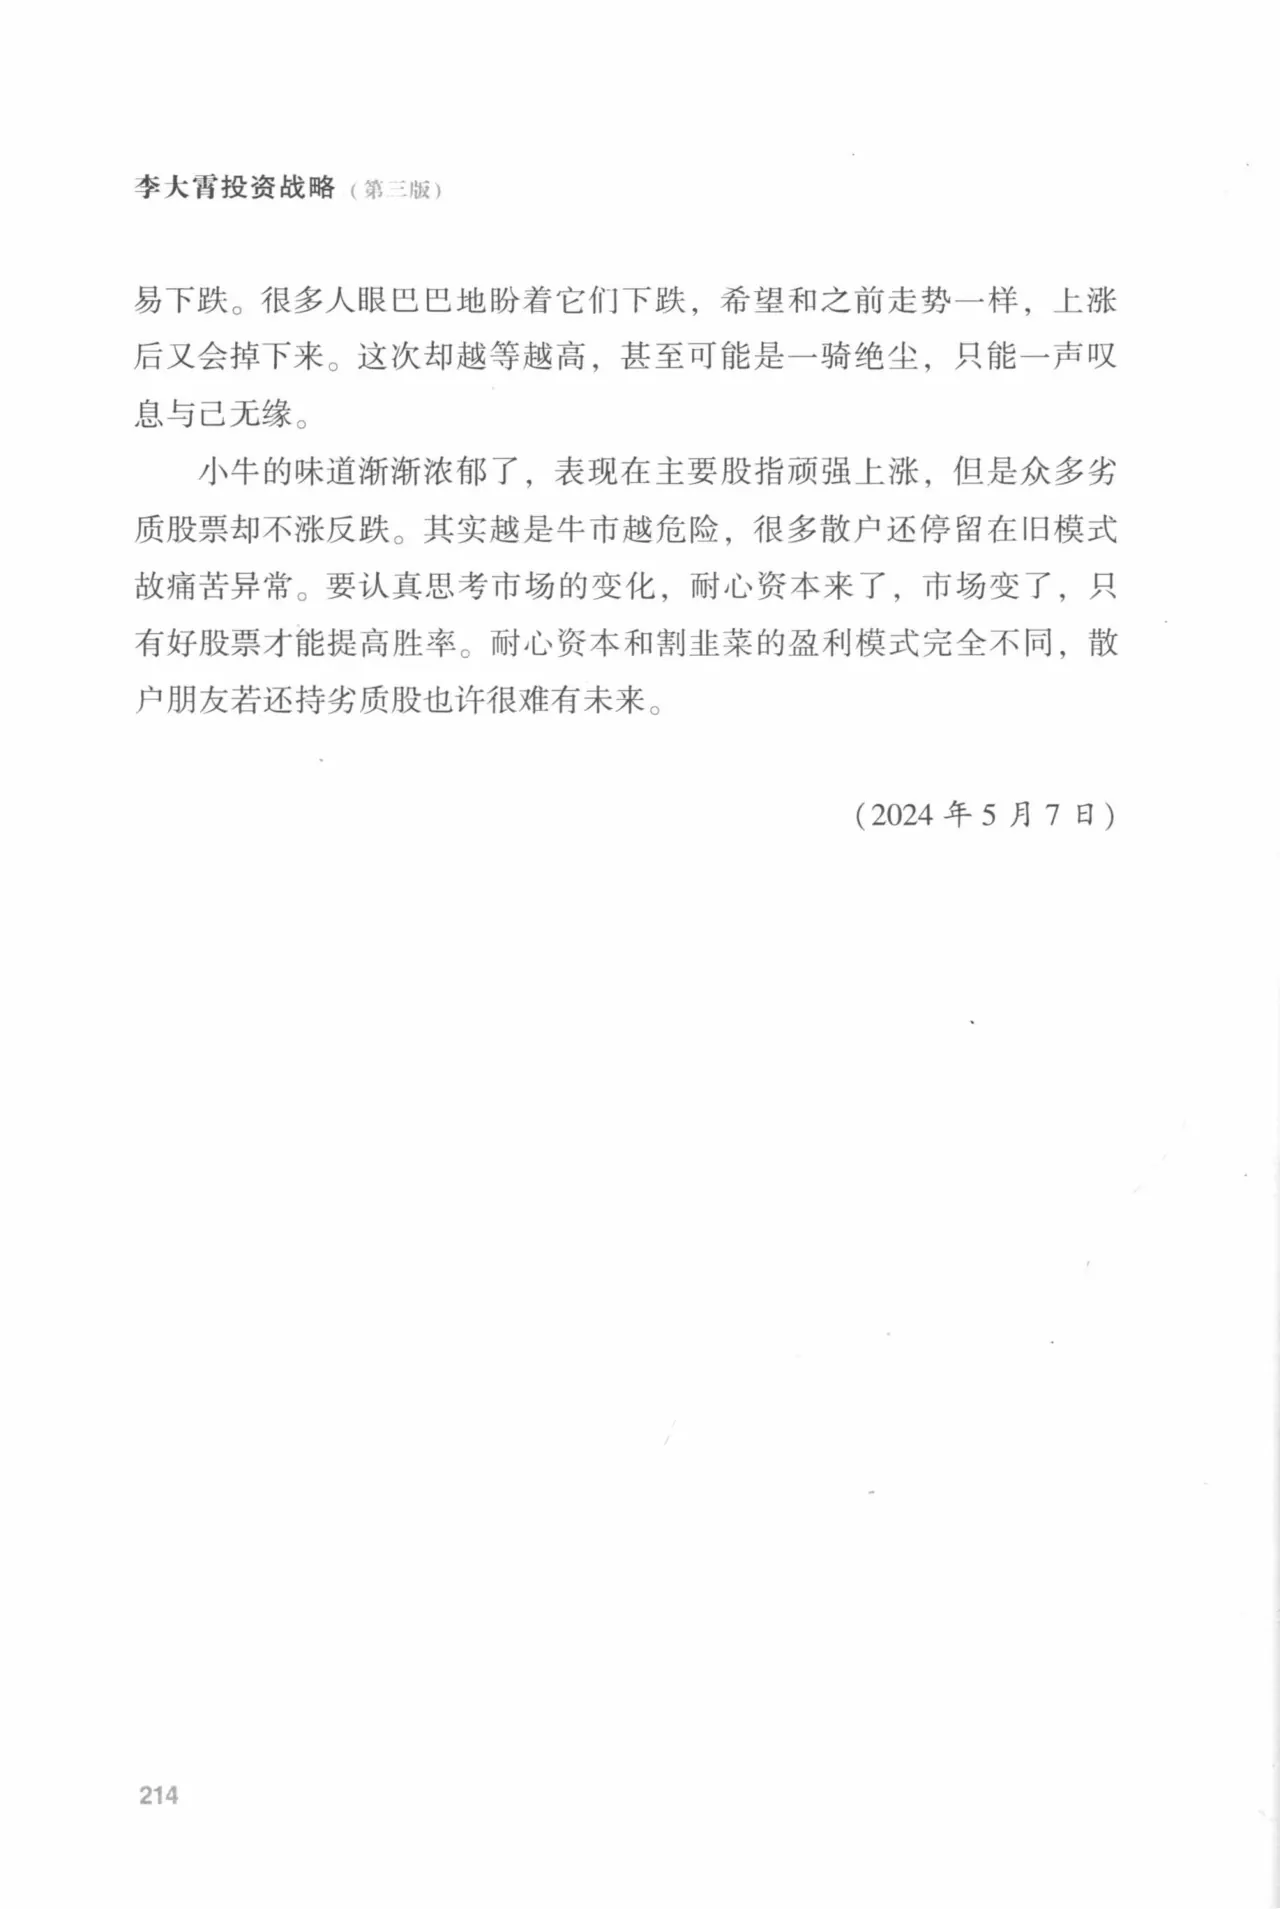 李大霄投资战略（第三版）
易下跌。很多人眼巴巴地盼着它们下跌，希望和之前走势一样，上涨
后又会掉下来。这次却越等越高，甚至可能是一骑绝尘，只能一声叹
息与己无缘。
小牛的味道渐渐浓郁了，表现在主要股指顽强上涨，但是众多劣
质股票却不涨反跌。其实越是牛市越危险，很多散户还停留在旧模式
故痛苦异常。要认真思考市场的变化，耐心资本来了，市场变了，只
有好股票才能提高胜率。耐心资本和割韭菜的盈利模式完全不同，散
户朋友若还持劣质股也许很难有未来。
（2024 年 5 月 7 日）
214